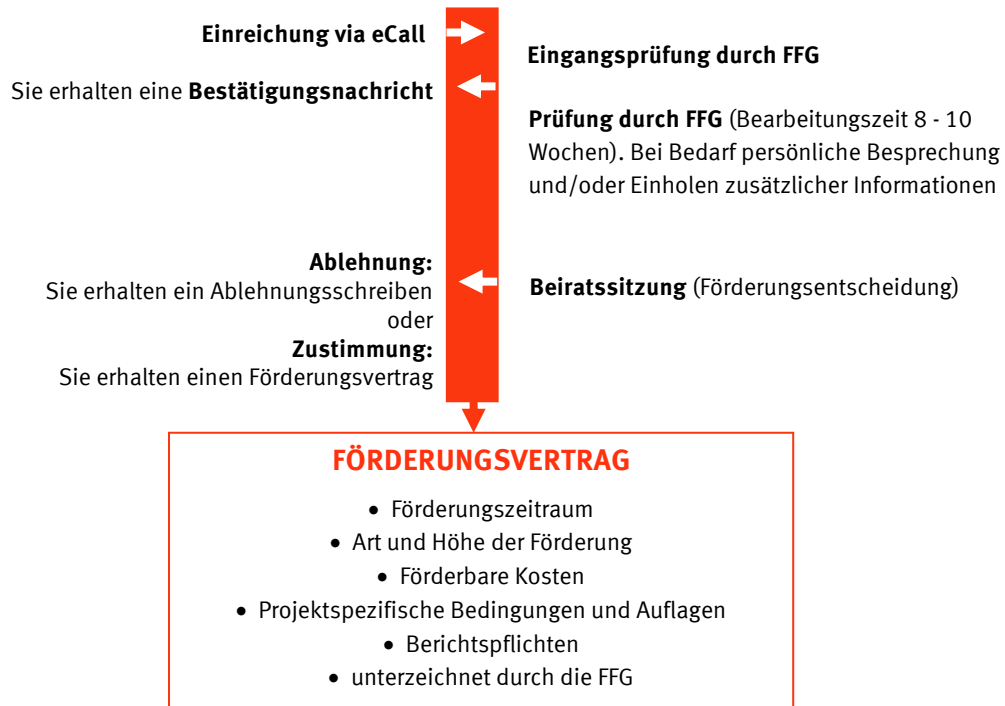 Einreichung via eCall
Eingangsprüfung durch FFG
Sie erhalten eine Bestätigungsnachricht
Prüfung durch FFG (Bearbeitungszeit 8 - 10
Wochen). Bei Bedarf persönliche Besprechung
und/oder Einholen zusätzlicher Informationen
Beiratssitzung (Förderungsentscheidung)
Ablehnung:
Sie erhalten ein Ablehnungsschreiben
oder
Zustimmung:
Sie erhalten einen Förderungsvertrag
FÖRDERUNGSVERTRAG
• Förderungszeitraum
• Art und Höhe der Förderung
• Förderbare Kosten
• Projektspezifische Bedingungen und Auflagen
• Berichtspflichten
• unterzeichnet durch die FFG